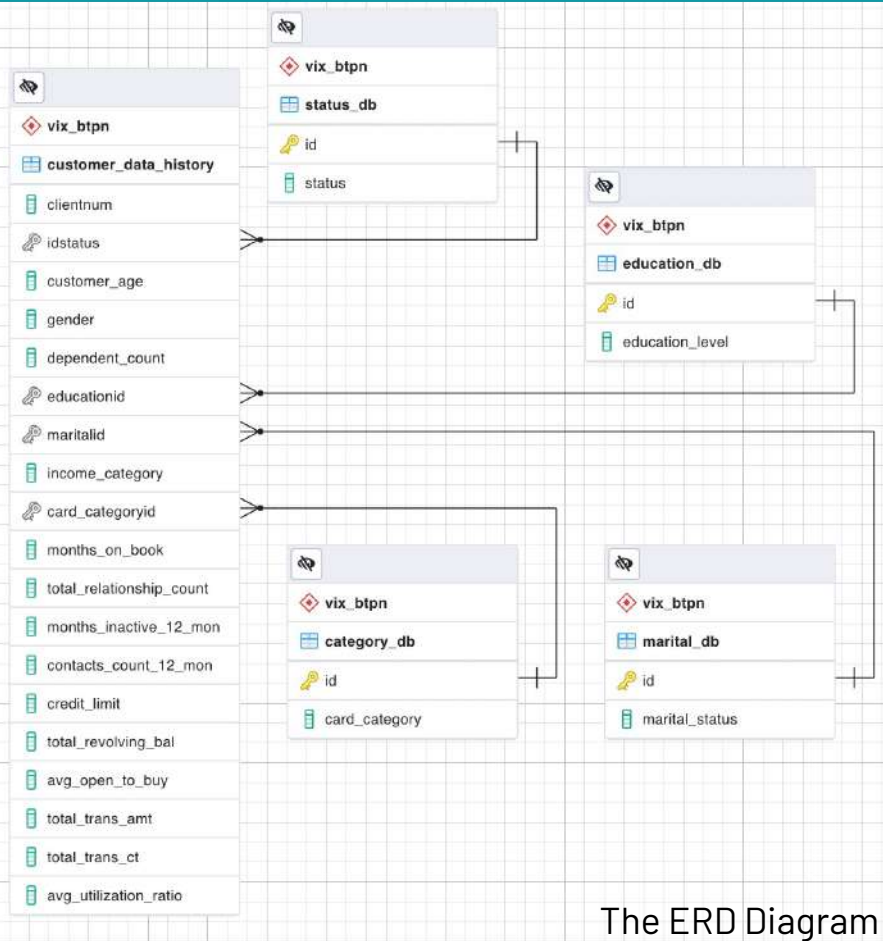 vix_btpn
customer_data_history
clientnum
idstatus
customer_age
gender
dependent_count
educationid
maritalid
income_category
card_categoryid
months_on_book
total_relationship_count
months_inactive_12_mon
contacts_count_12_mon
credit_limit
total_revolving_bal
avg_open_to_buy
total_trans_amt
total_trans_ct
avg_utilization_ratio
vix_btpn
status_db
id
status
vix_btpn
education_db
id
education_level
vix_btpn
category_db
id
card_category
vix_btpn
marital_db
id
marital_status
The ERD Diagram